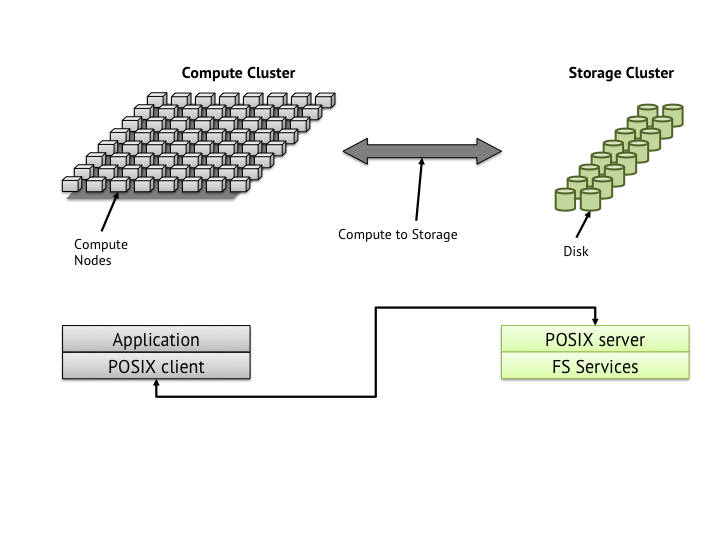 Compute Cluster
Storage Cluster
Compute to Storage
Compute
Nodes
Disk
Application
POSIX client
POSIX server
FS Services